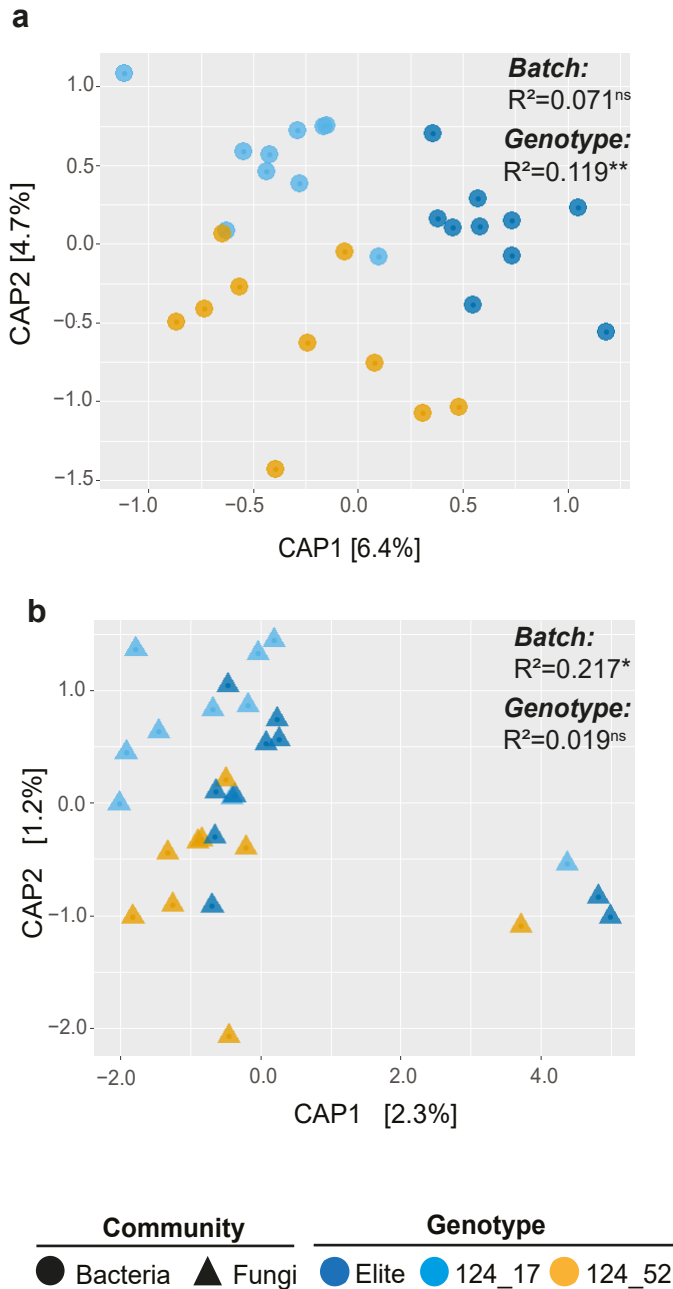 a
Batch:
R²=0.071ns
Genotype:
R²=0.119**
1.0
0.5
0.0
−0.5
−1.0
−1.5
CAP2 [4.7%]
−1.0 −0.5 0.0 0.5 1.0
CAP1 [6.4%]
b
Batch:
R²=0.217*
Genotype:
R²=0.019ns
1.0
0.0
−1.0
−2.0
CAP2 [1.2%]
−2.0 0.0 2.0 4.0
CAP1 [2.3%]
Community Genotype
Bacteria Fungi Elite 124_17 124_52